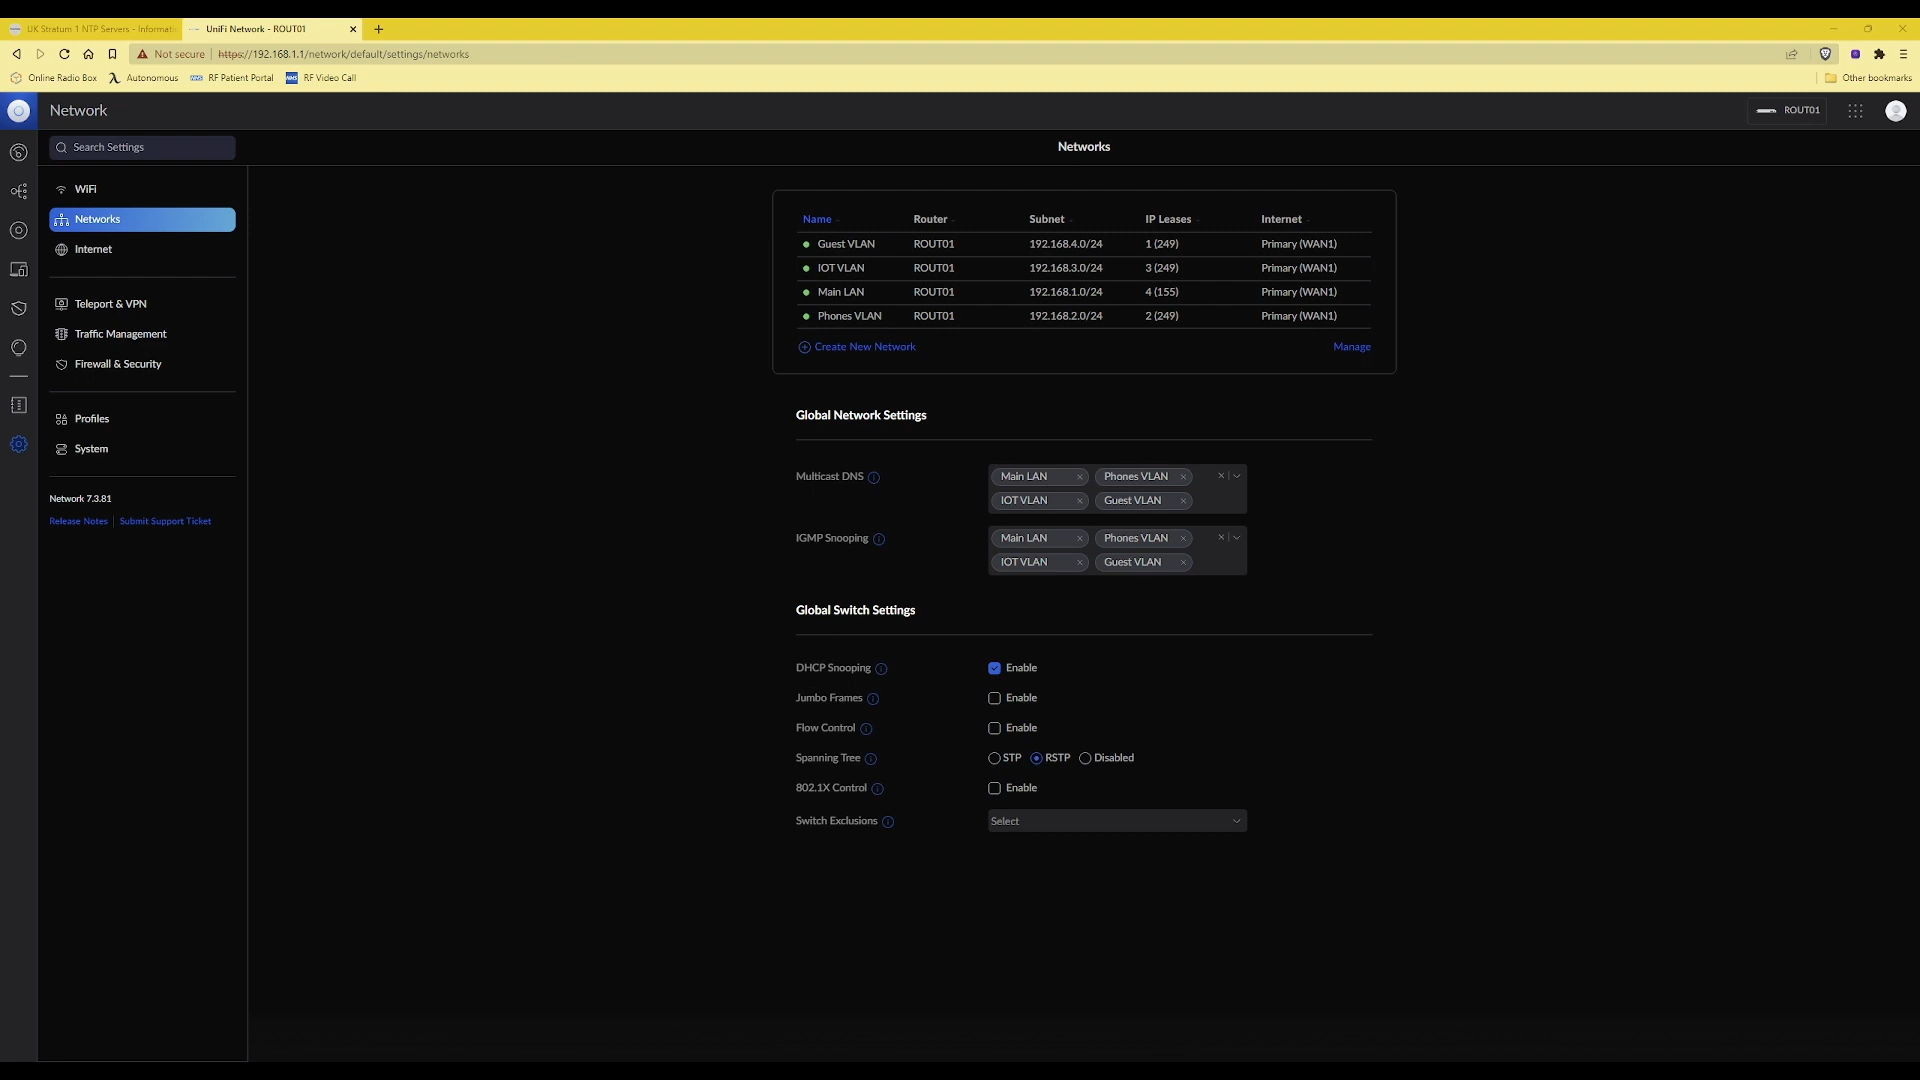 UK Stratum 1 NTP Servers - Informati
UniFi Network - ROUT01
Not secure
https://192.168.1.1/network/default/settings/networks
Online Radio Box
Autonomous
NHS
RF Patient Portal
NHS
RF Video Call
Other bookmarks
Network
ROUT01
Search Settings
Networks
WiFi
Networks
Internet
Teleport & VPN
Traffic Management
Firewall & Security
Profiles
System
Network 7.3.81
Release Notes Submit Support Ticket
Name Router Subnet IP Leases Internet
Guest VLAN ROUT01 192.168.4.0/24 1 (249) Primary (WAN1)
IOT VLAN ROUT01 192.168.3.0/24 3 (249) Primary (WAN1)
Main LAN ROUT01 192.168.1.0/24 4 (155) Primary (WAN1)
Phones VLAN ROUT01 192.168.2.0/24 2 (249) Primary (WAN1)
Create New Network Manage
Global Network Settings
Multicast DNS Main LAN Phones VLAN
IOT VLAN Guest VLAN
IGMP Snooping Main LAN Phones VLAN
IOT VLAN Guest VLAN
Global Switch Settings
DHCP Snooping Enable
Jumbo Frames Enable
Flow Control Enable
Spanning Tree STP RSTP Disabled
802.1X Control Enable
Switch Exclusions Select